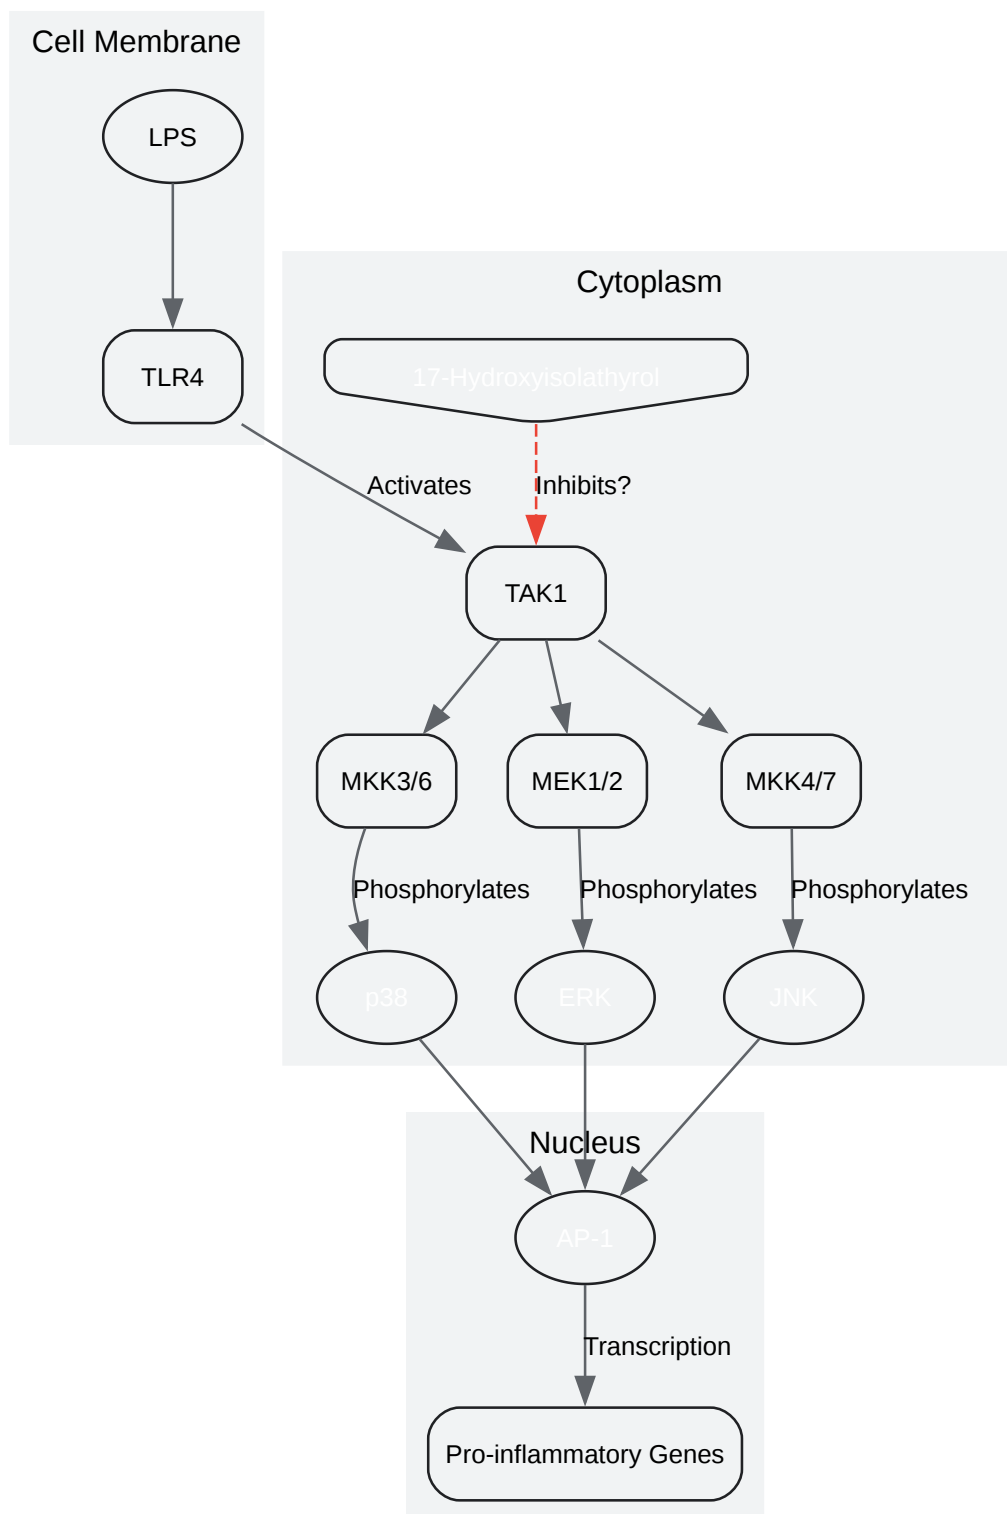 Cell Membrane
LPS
TLR4
Cytoplasm
17-Hydroxyisolathyrol
Activates
Inhibits?
TAK1
MKK3/6
MEK1/2
MKK4/7
Phosphorylates
Phosphorylates
Phosphorylates
p38
ERK
JNK
Nucleus
AP-1
Transcription
Pro-inflammatory Genes